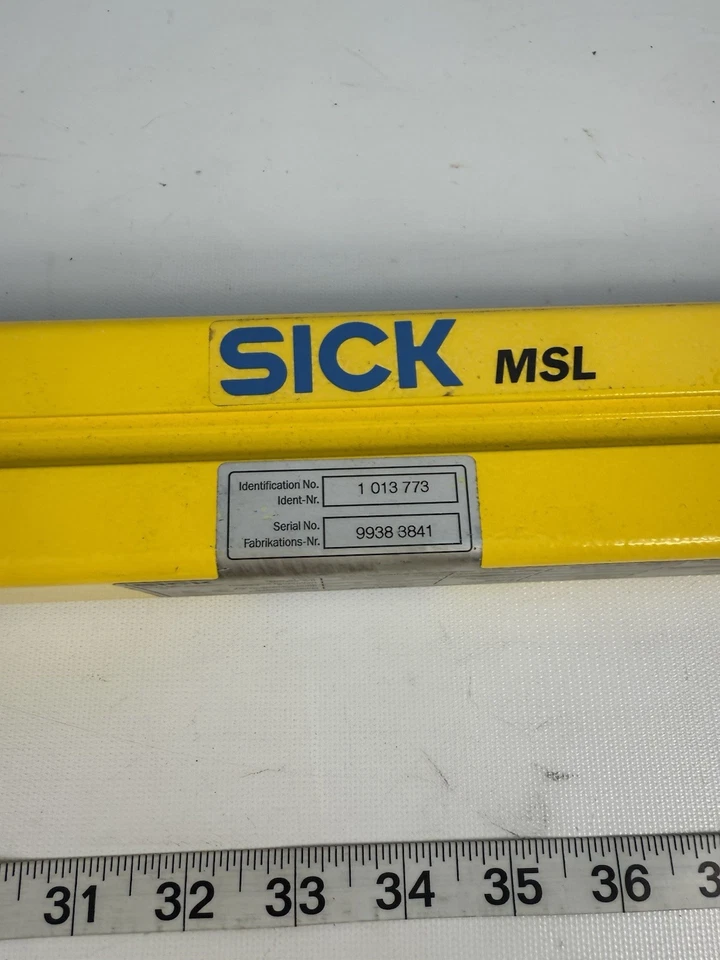 SICK MSL
Identification No. 1 013 773
Ident-Nr.
Serial No. 9938 3841
Fabrikations-Nr.
31 32 33 34 35 36 3